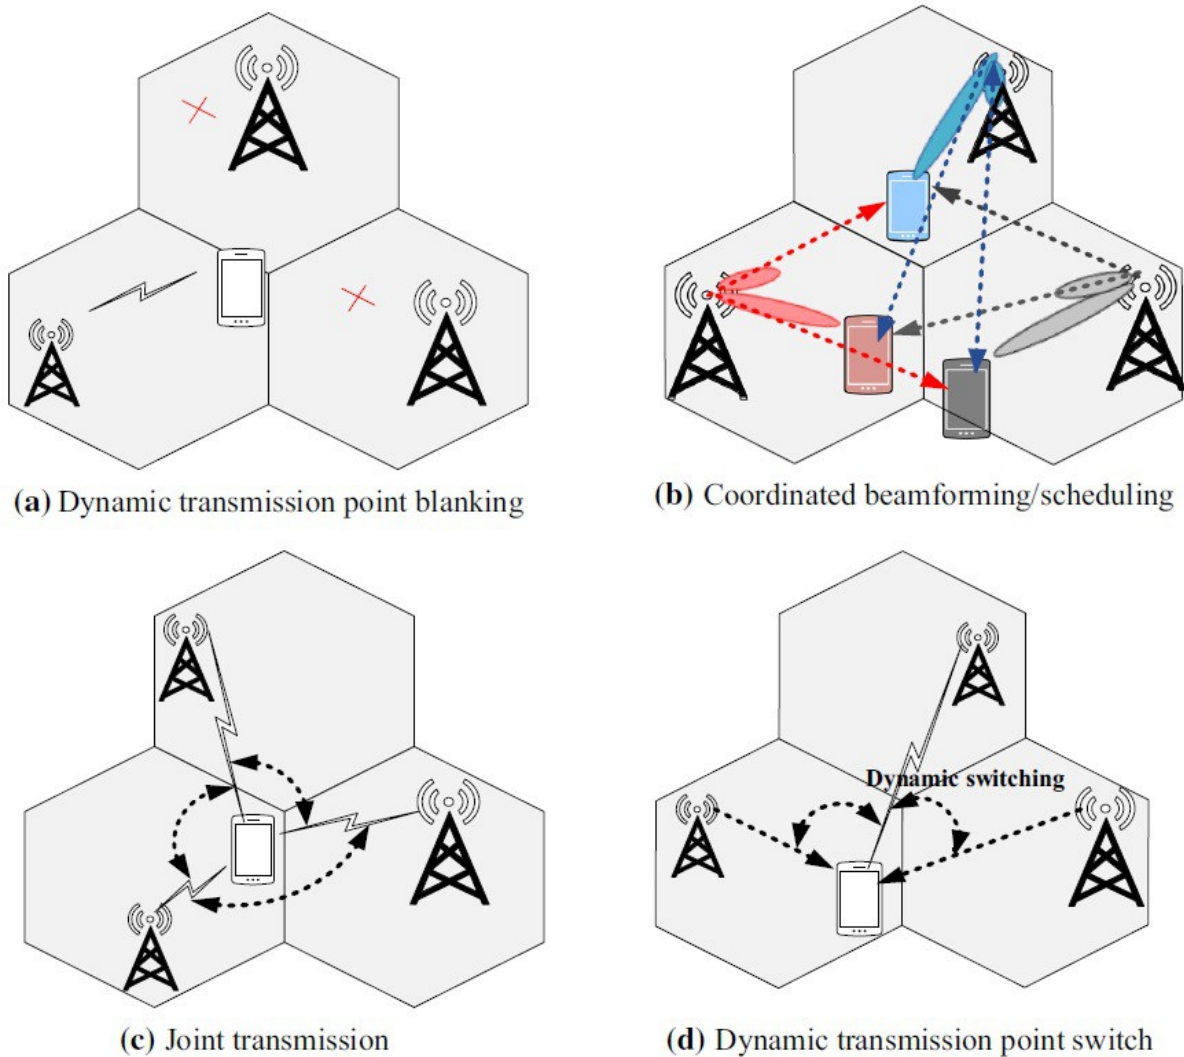 (a) Dynamic transmission point blanking
(b) Coordinated beamforming/scheduling
Dynamic switching
(c) Joint transmission
(d) Dynamic transmission point switch